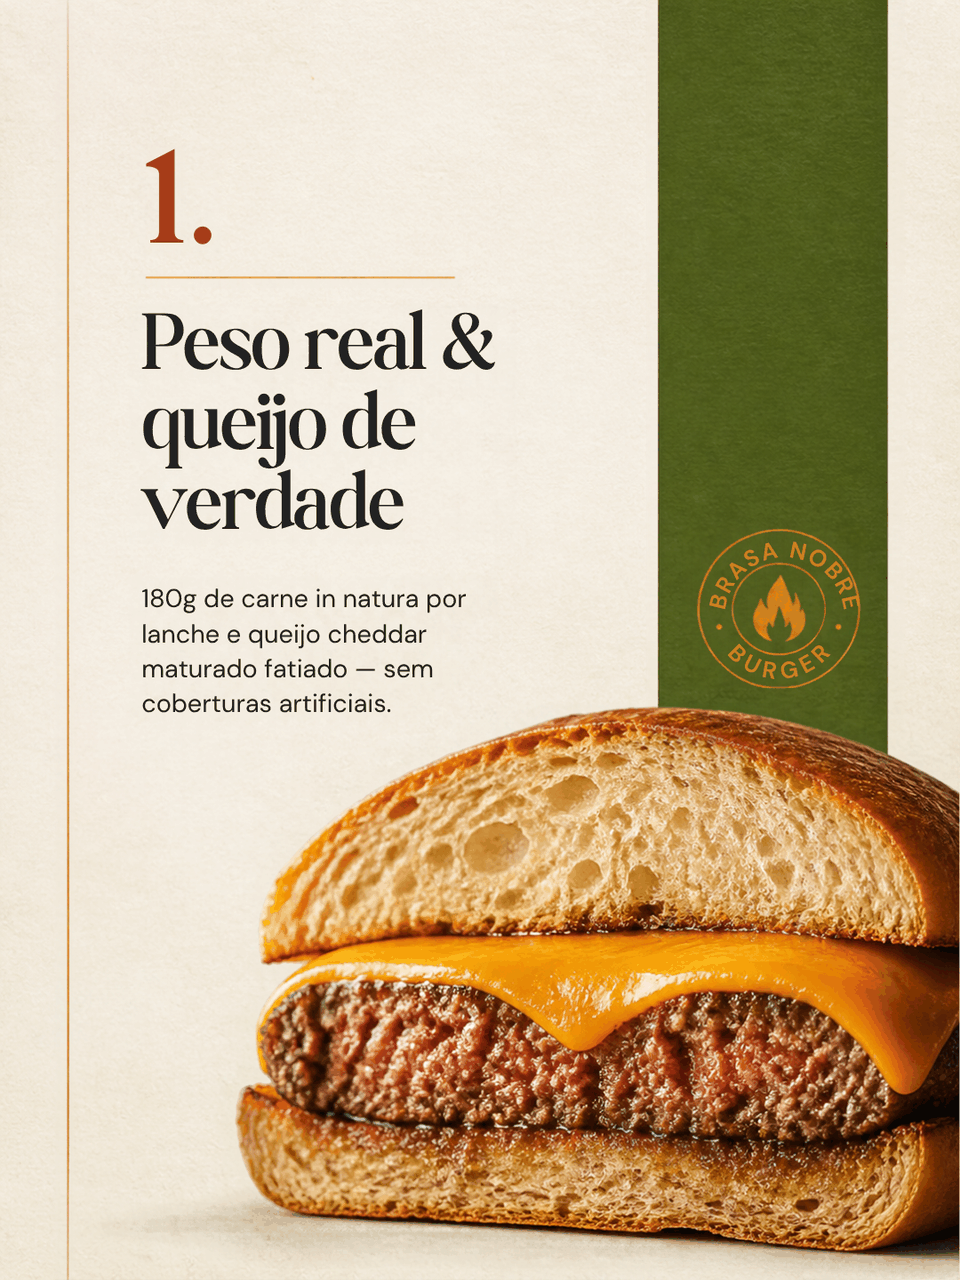 1.
Peso real &
queijo de
verdade
180g de carne in natura por
lanche e queijo cheddar
maturado fatiado — sem
coberturas artificiais.
BRASA NOBRE
BURGER